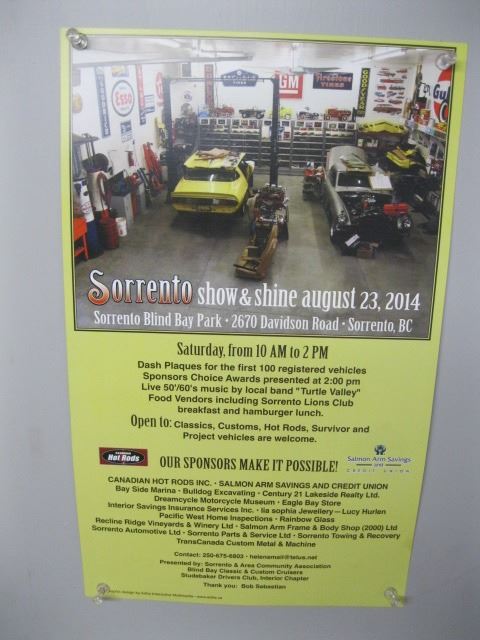 ESSO
GM
Firestone
TIRES
Sorrento show & shine august 23, 2014
Sorrento Blind Bay Park · 2670 Davidson Road · Sorrento, BC
Saturday, from 10 AM to 2 PM
Dash Plaques for the first 100 registered vehicles
Sponsors Choice Awards presented at 2:00 pm
Live 50'/60's music by local band "Turtle Valley"
Food Vendors including Sorrento Lions Club
breakfast and hamburger lunch.
Open to: Classics, Customs, Hot Rods, Survivor and
Project vehicles are welcome.
Hot Rods
OUR SPONSORS MAKE IT POSSIBLE!
Salmon Arm Savings
and
CREDIT UNION
CANADIAN HOT RODS INC. · SALMON ARM SAVINGS AND CREDIT UNION
Bay Side Marina · Bulldog Excavating · Century 21 Lakeside Realty Ltd.
Dreamcycle Motorcycle Museum · Eagle Bay Store
Interior Savings Insurance Services Inc. · lia sophia Jewellery—Lucy Hurlen
Pacific West Home Inspections · Rainbow Glass
Recline Ridge Vineyards & Winery Ltd · Salmon Arm Frame & Body Shop (2000) Ltd
Sorrento Automotive Ltd · Sorrento Parts & Service Ltd · Sorrento Towing & Recovery
TransCanada Custom Metal & Machine
Contact: 250-675-6803 · helenamail@telus.net
Presented by: Sorrento & Area Community Association
Blind Bay Classic & Custom Cruisers
Studebaker Drivers Club, Interior Chapter
Thank you: Bob Sebastian